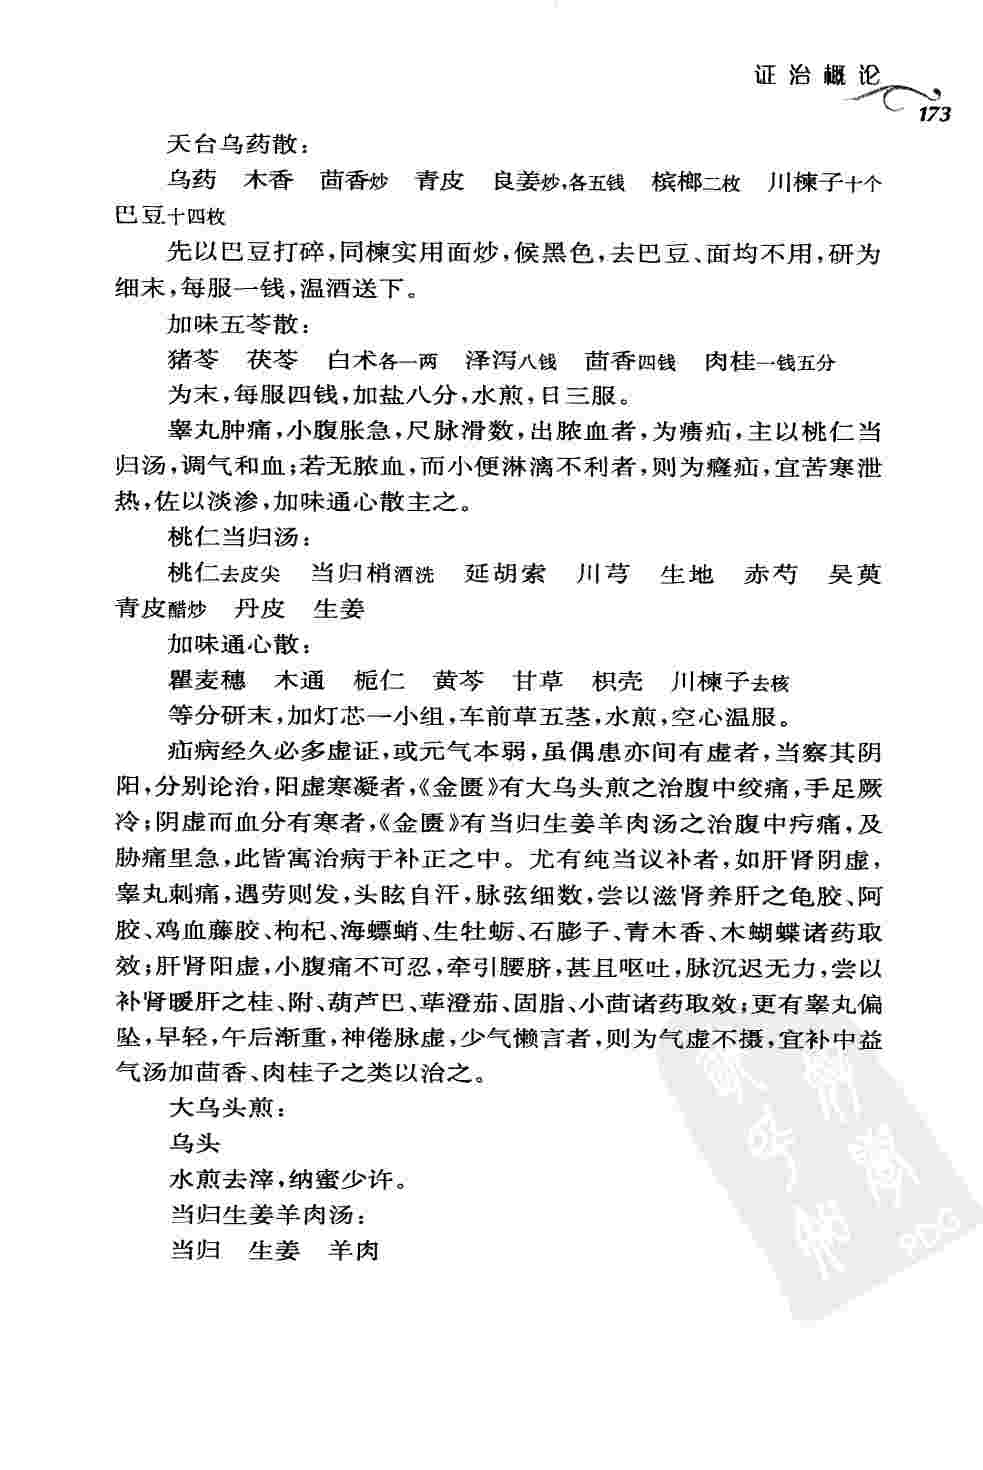 证治概论
173
天台乌药散:
乌药 木香 茴香炒 青皮 良姜炒,各五钱 槟榔二枚 川楝子十个
巴豆十四枚
先以巴豆打碎,同楝实用面炒,候黑色,去巴豆、面均不用,研为
细末,每服一钱,温酒送下。
加味五苓散:
猪苓 茯苓 白术各一两 泽泻八钱 茴香四钱 肉桂一钱五分
为末,每服四钱,加盐八分,水煎,日三服。
睾丸肿痛,小腹胀急,尺脉滑数,出脓血者,为㿉疝,主以桃仁当
归汤,调气和血;若无脓血,而小便淋漓不利者,则为癃疝,宜苦寒泄
热,佐以淡渗,加味通心散主之。
桃仁当归汤:
桃仁去皮尖 当归梢酒洗 延胡索 川芎 生地 赤芍 吴萸
青皮醋炒 丹皮 生姜
加味通心散:
瞿麦穗 木通 栀仁 黄芩 甘草 枳壳 川楝子去核
等分研末,加灯芯一小组,车前草五茎,水煎,空心温服。
疝病经久必多虚证,或元气本弱,虽偶患亦间有虚者,当察其阴
阳,分别论治,阳虚寒凝者,《金匮》有大乌头煎之治腹中绞痛,手足厥
冷;阴虚而血分有寒者,《金匮》有当归生姜羊肉汤之治腹中疞痛,及
胁痛里急,此皆寓治病于补正之中。尤有纯当议补者,如肝肾阴虚,
睾丸刺痛,遇劳则发,头眩自汗,脉弦细数,尝以滋肾养肝之龟胶、阿
胶、鸡血藤胶、枸杞、海螵蛸、生牡蛎、石膨子、青木香、木蝴蝶诸药取
效;肝肾阳虚,小腹痛不可忍,牵引腰脐,甚且呕吐,脉沉迟无力,尝以
补肾暖肝之桂、附、葫芦巴、荜澄茄、固脂、小茴诸药取效;更有睾丸偏
坠,早轻,午后渐重,神倦脉虚,少气懒言者,则为气虚不摄,宜补中益
气汤加茴香、肉桂子之类以治之。
大乌头煎:
乌头
水煎去滓,纳蜜少许。
当归生姜羊肉汤:
当归 生姜 羊肉
PDG